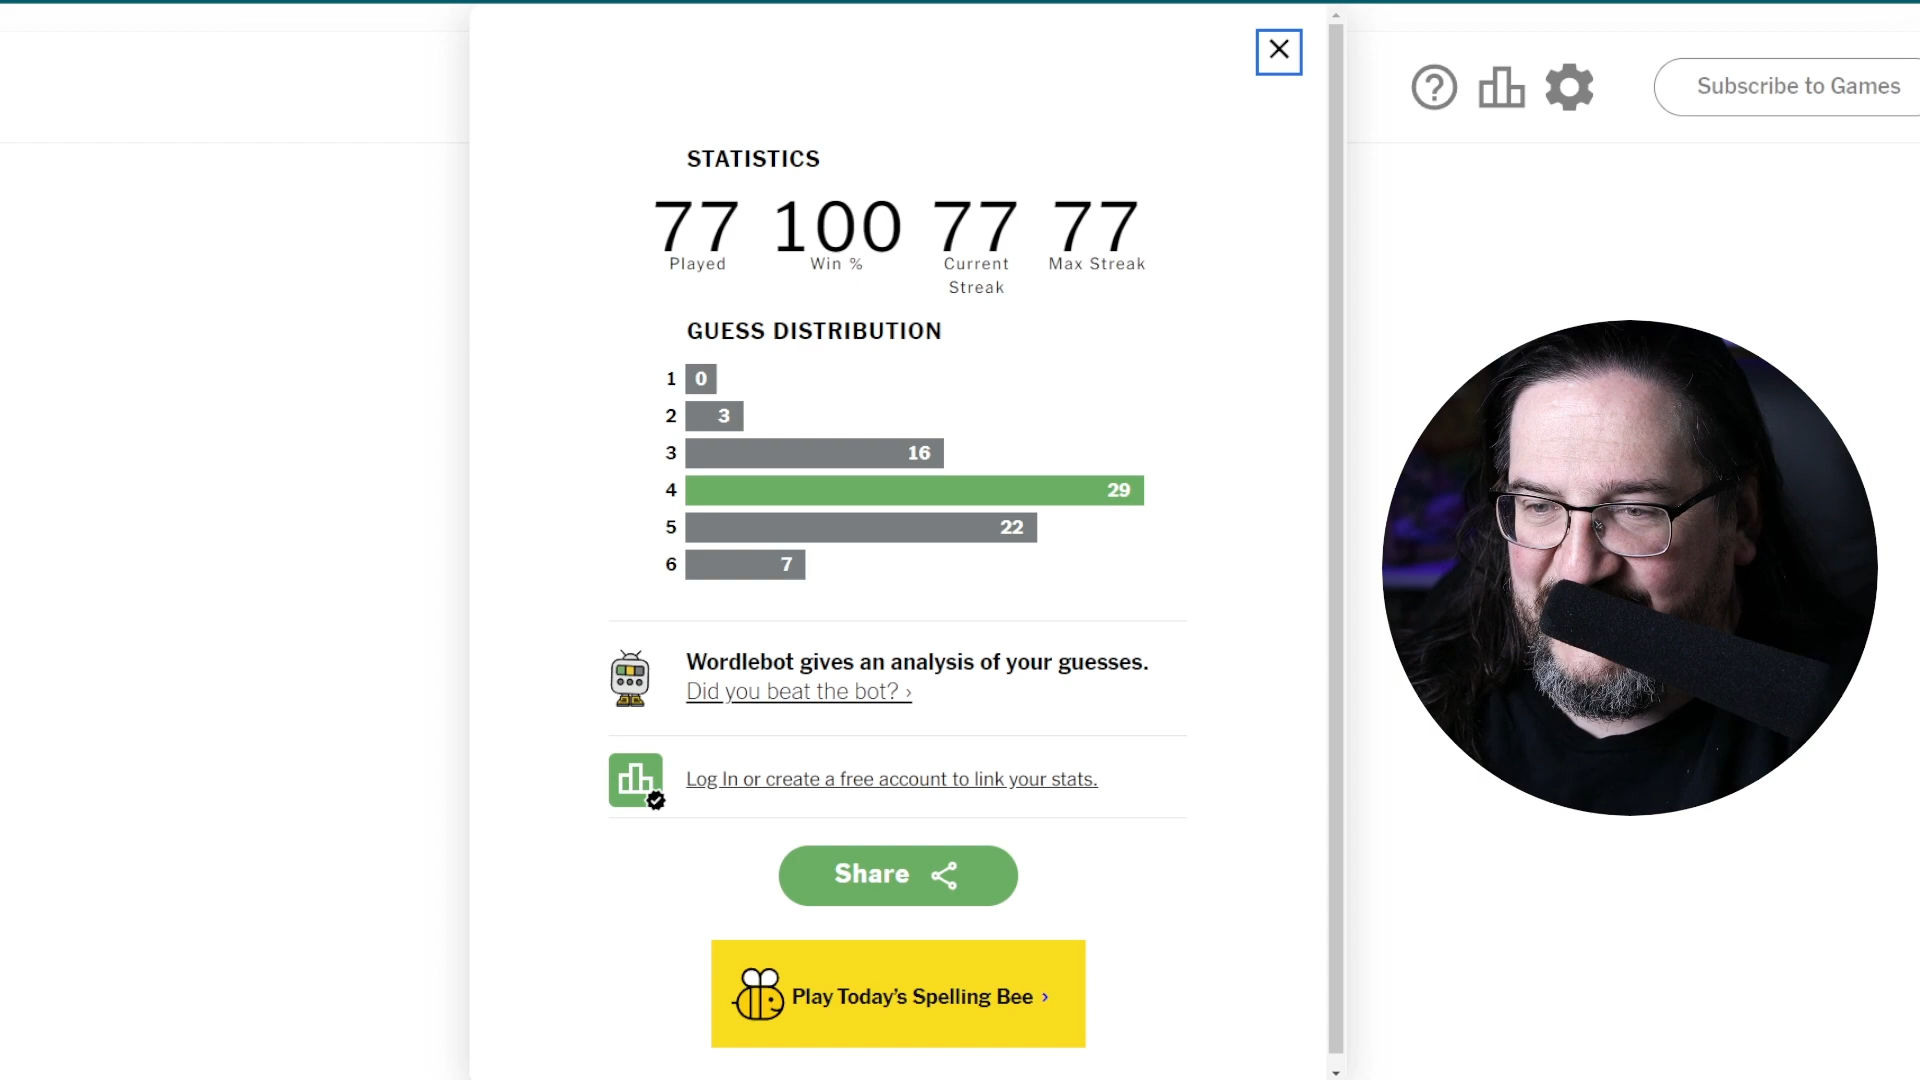 Subscribe to Games
STATISTICS
77 100 77 77
Played Win % Current Streak Max Streak
GUESS DISTRIBUTION
1 0
2 3
3 16
4 29
5 22
6 7
Wordlebot gives an analysis of your guesses.
Did you beat the bot? ›
Log In or create a free account to link your stats.
Share
Play Today’s Spelling Bee ›